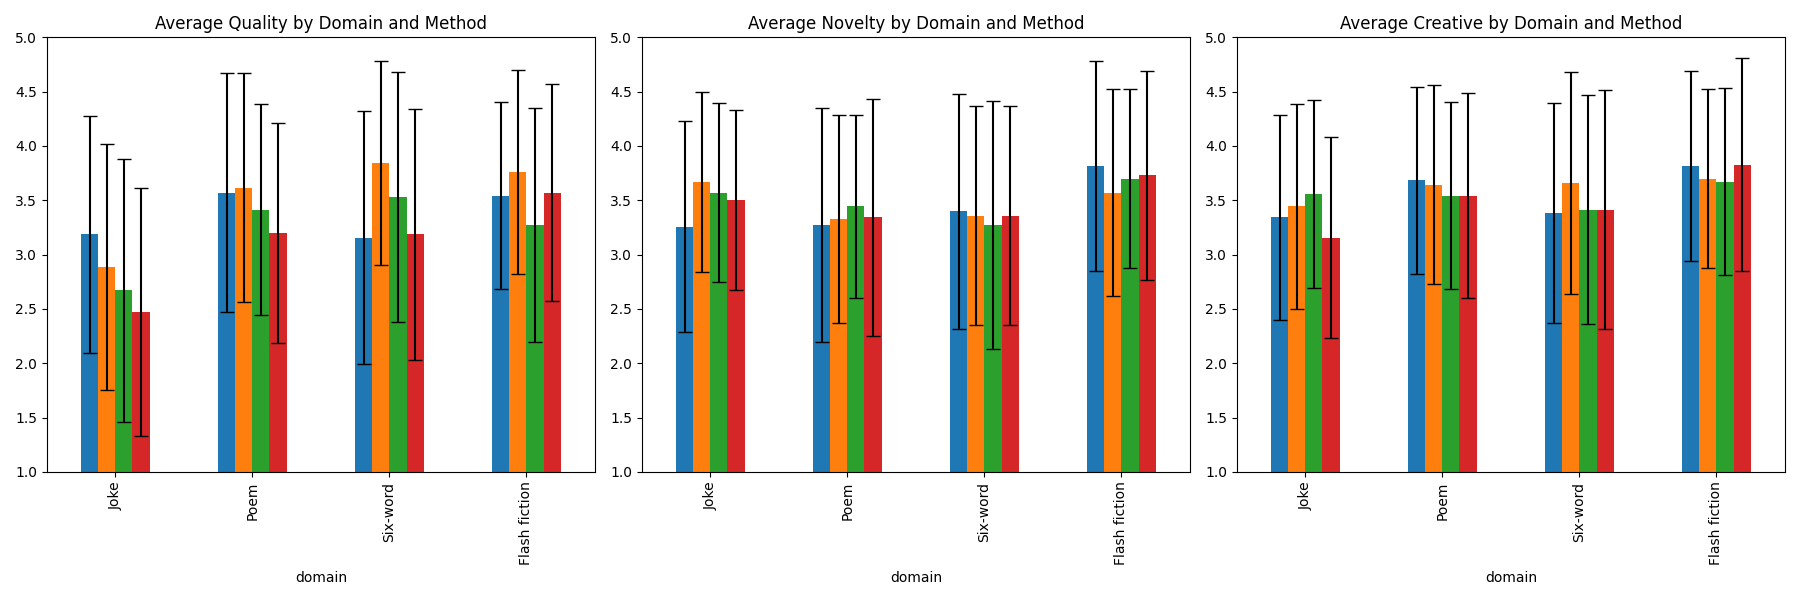 Average Quality by Domain and Method
5.0
4.5
4.0
3.5
3.0
2.5
2.0
1.5
1.0
Joke
Poem
Six-word
Flash fiction
domain
Average Novelty by Domain and Method
5.0
4.5
4.0
3.5
3.0
2.5
2.0
1.5
1.0
Joke
Poem
Six-word
Flash fiction
domain
Average Creative by Domain and Method
5.0
4.5
4.0
3.5
3.0
2.5
2.0
1.5
1.0
Joke
Poem
Six-word
Flash fiction
domain